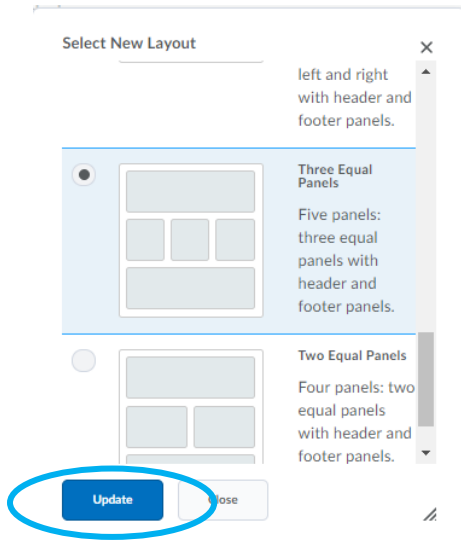 Select New Layout
left and right
with header and
footer panels.
Three Equal
Panels
Five panels:
three equal
panels with
header and
footer panels.
Two Equal Panels
Four panels: two
equal panels
with header and
footer panels.
Update
Close